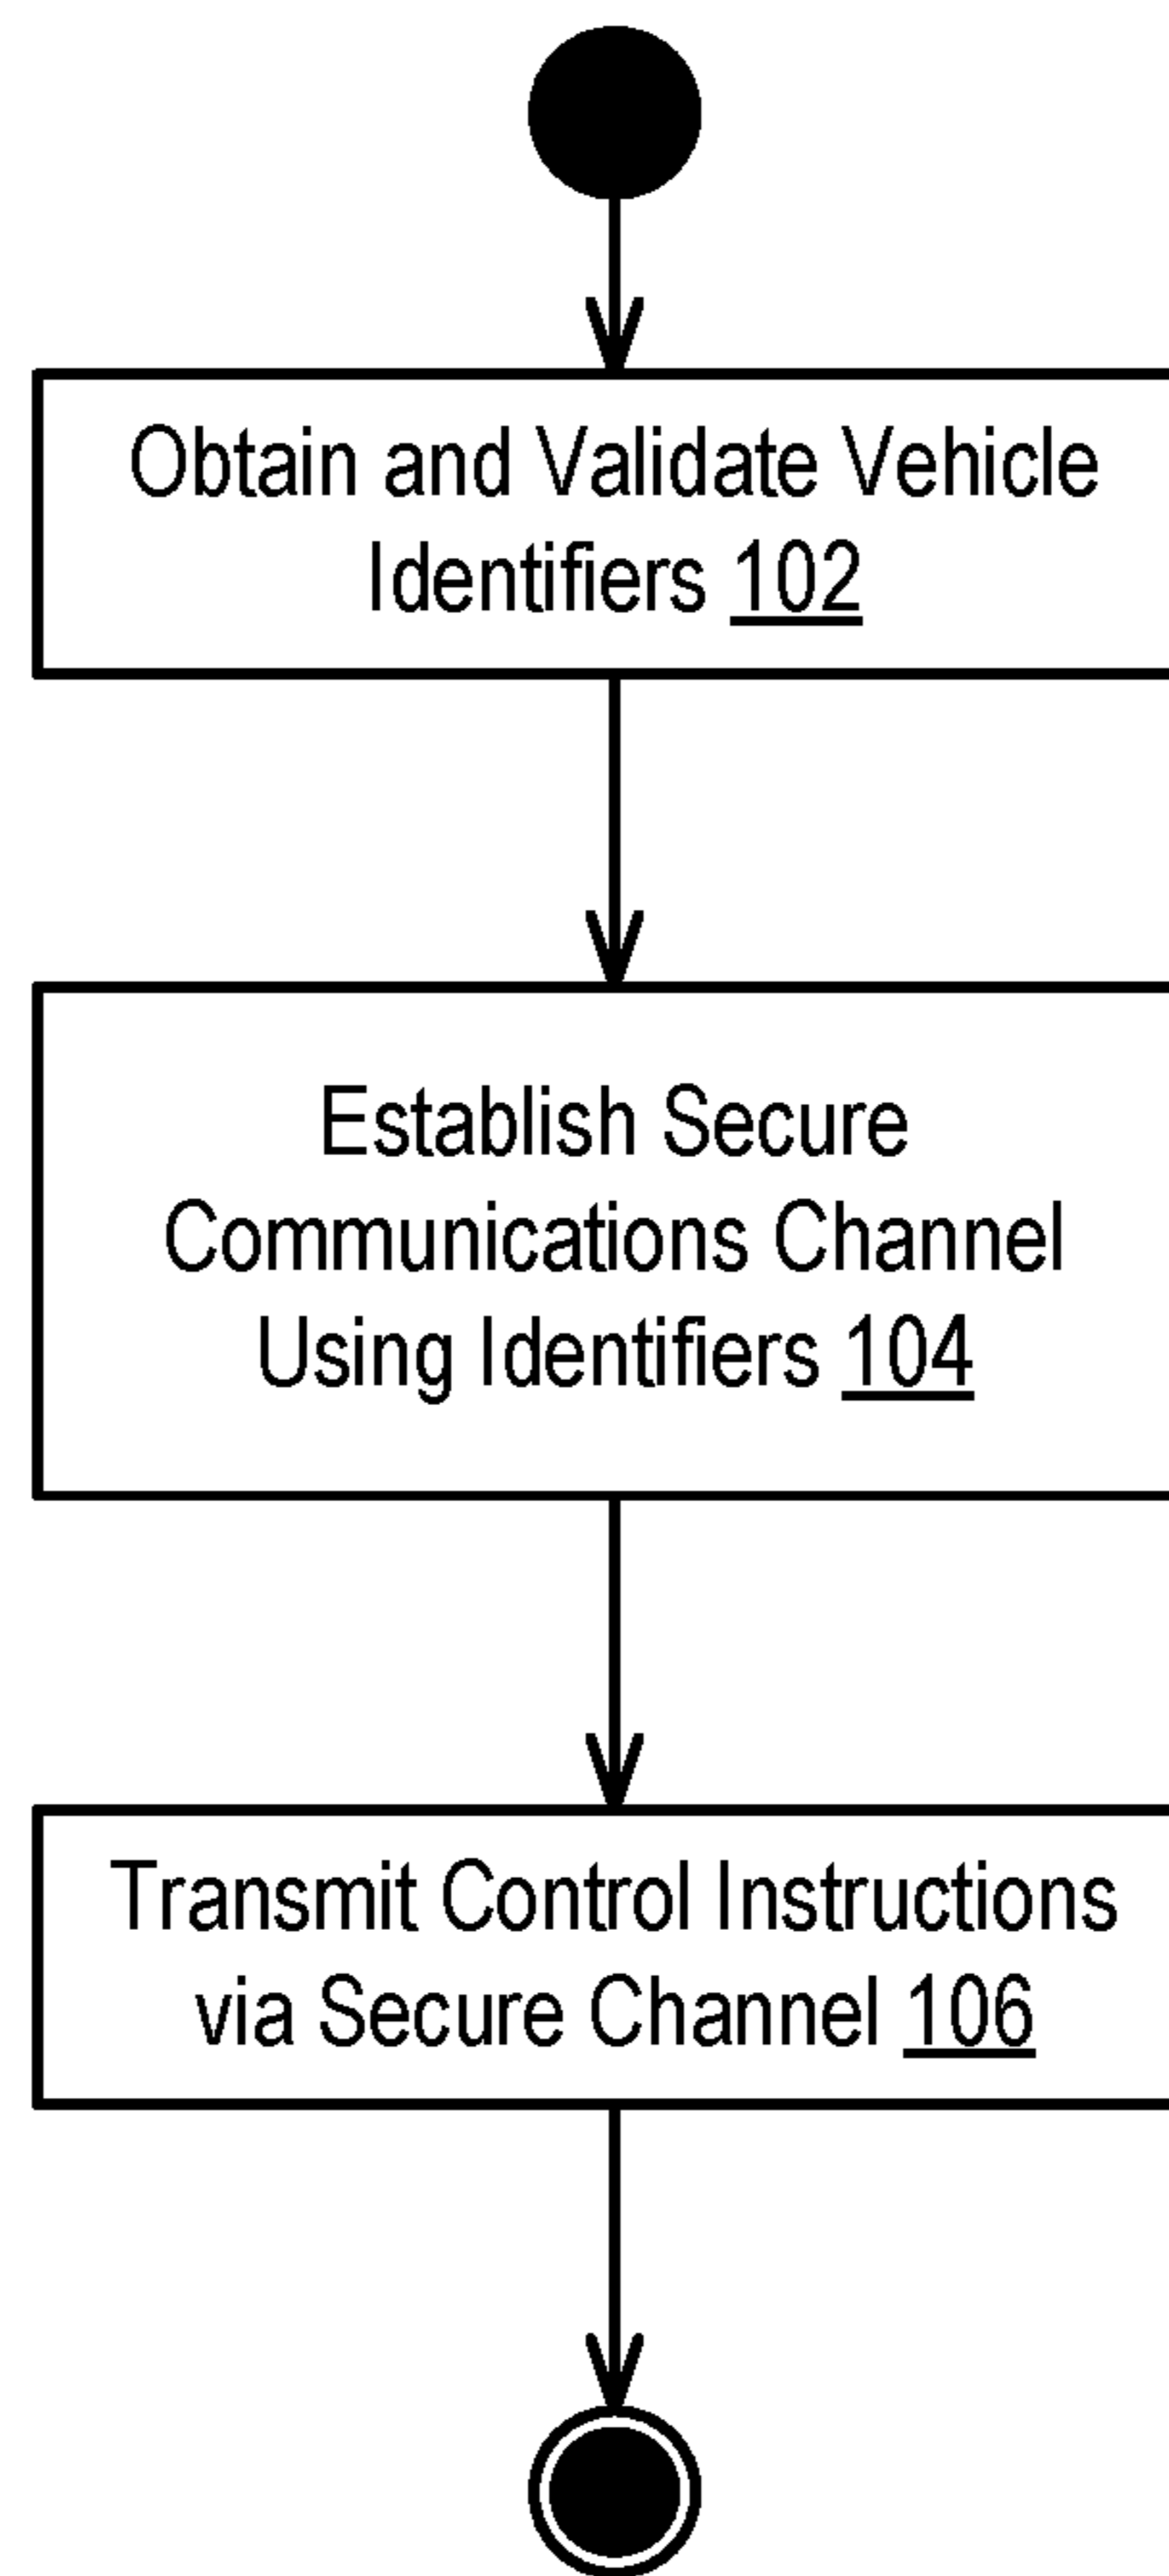 Obtain and Validate Vehicle
Identifiers 102
Establish Secure
Communications Channel
Using Identifiers 104
Transmit Control Instructions
via Secure Channel 106